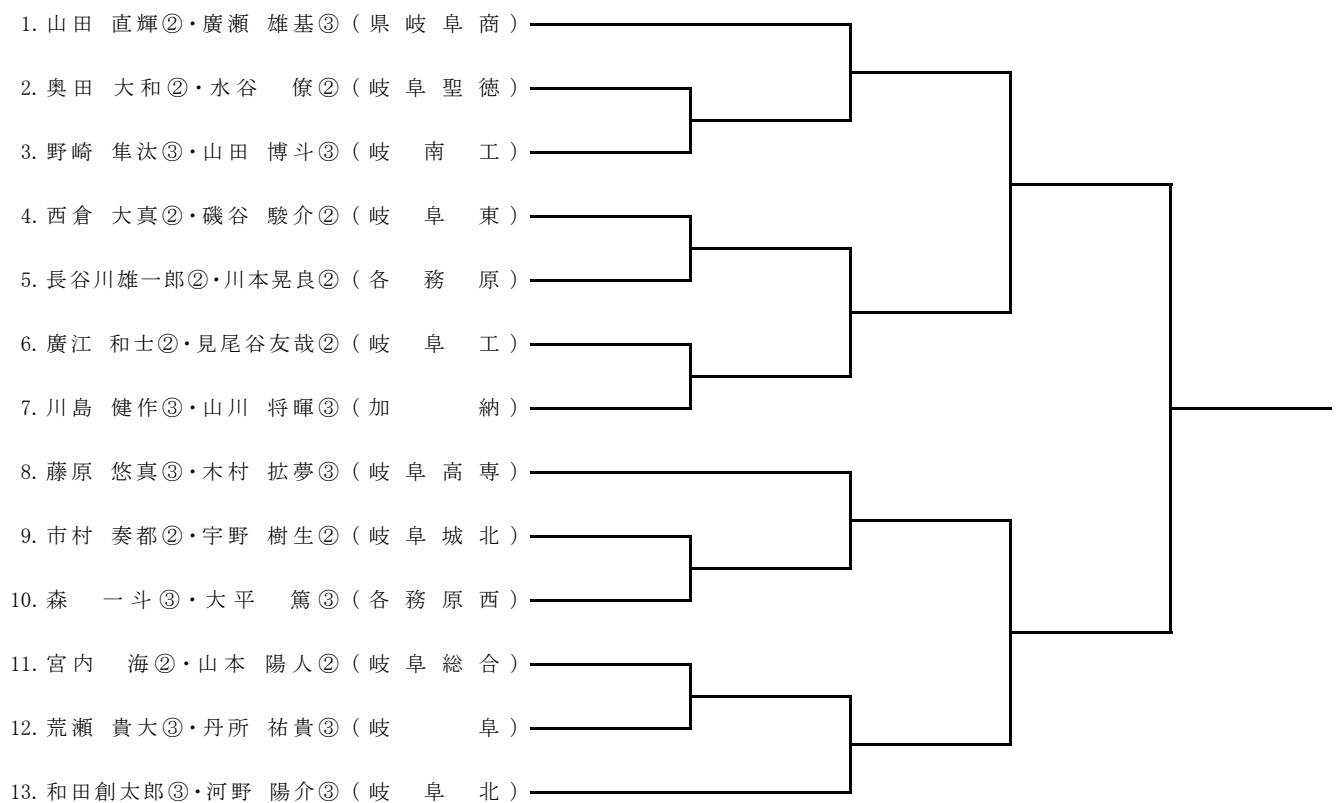 1. 山田 直輝②・廣瀬 雄基③ ( 県 岐 阜 商 )
2. 奥田 大和②・水谷 僚② ( 岐 阜 聖 徳 )
3. 野崎 隼汰③・山田 博斗③ ( 岐 南 工 )
4. 西倉 大真②・磯谷 駿介② ( 岐 阜 東 )
5. 長谷川雄一郎②・川本晃良② ( 各 務 原 )
6. 廣江 和士②・見尾谷友哉② ( 岐 阜 工 )
7. 川島 健作③・山川 将暉③ ( 加 納 )
8. 藤原 悠真③・木村 拡夢③ ( 岐 阜 高 専 )
9. 市村 奏都②・宇野 樹生② ( 岐 阜 城 北 )
10. 森 一斗③・大平 篤③ ( 各 務 原 西 )
11. 宮内 海②・山本 陽人② ( 岐 阜 総 合 )
12. 荒瀬 貴大③・丹所 祐貴③ ( 岐 阜 )
13. 和田創太郎③・河野 陽介③ ( 岐 阜 北 )